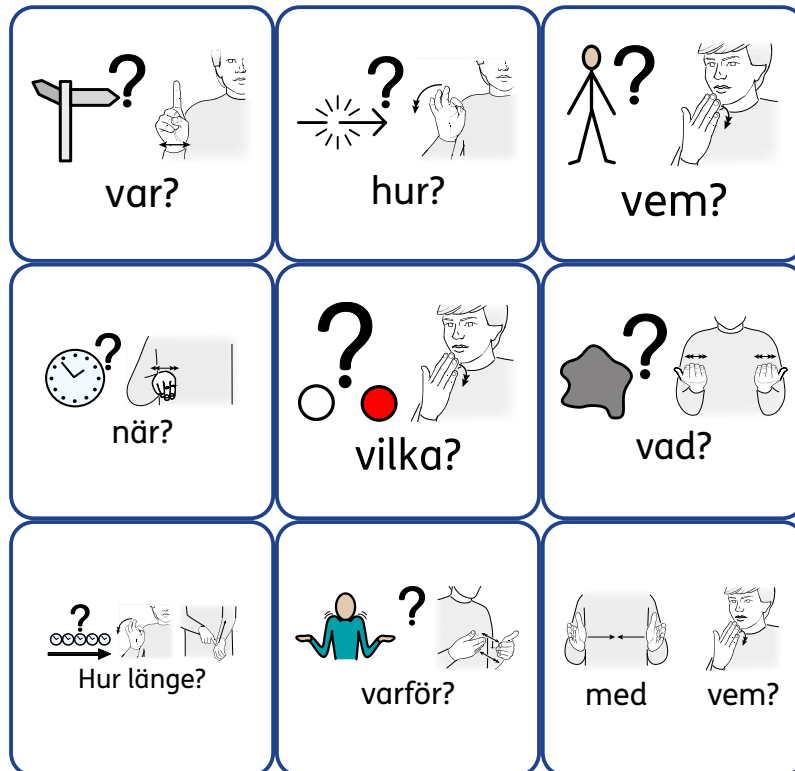 ?
var?
?
hur?
?
vem?
?
när?
?
vilka?
?
vad?
?
Hur länge?
?
varför?
med vem?